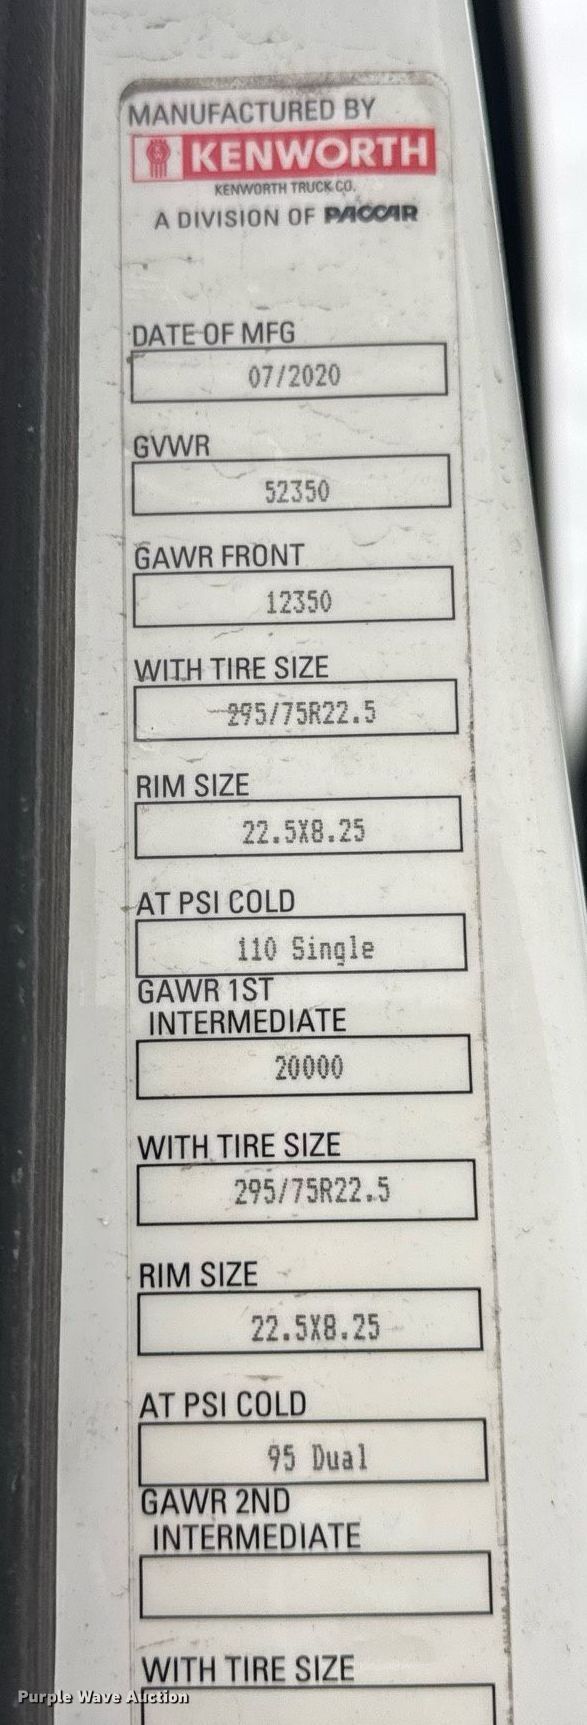 MANUFACTURED BY
KENWORTH
KENWORTH TRUCK CO.
A DIVISION OF PACCAR
DATE OF MFG
07/2020
GVWR
52350
GAWR FRONT
12350
WITH TIRE SIZE
295/75R22.5
RIM SIZE
22.5X8.25
AT PSI COLD
110 Single
GAWR 1ST
INTERMEDIATE
20000
WITH TIRE SIZE
295/75R22.5
RIM SIZE
22.5X8.25
AT PSI COLD
95 Dual
GAWR 2ND
INTERMEDIATE
WITH TIRE SIZE
Purple Wave Auction